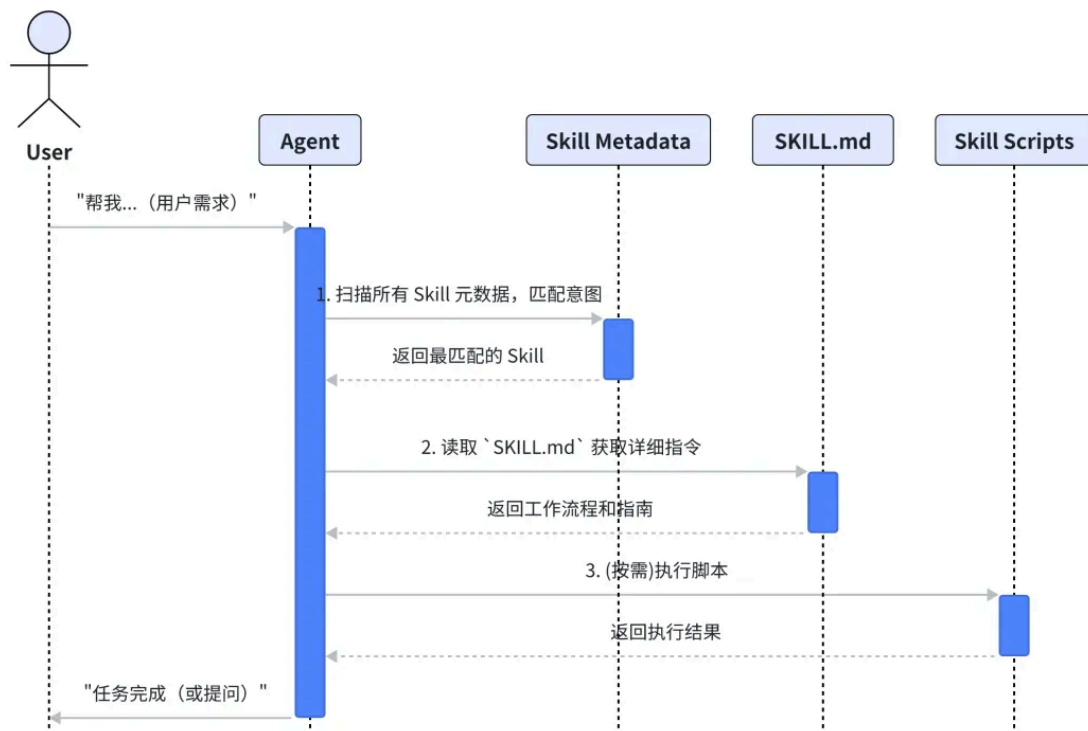 User
Agent
Skill Metadata
SKILL.md
Skill Scripts
"帮我...（用户需求）"
1. 扫描所有 Skill 元数据，匹配意图
返回最匹配的 Skill
2. 读取 `SKILL.md` 获取详细指令
返回工作流程和指南
3. (按需)执行脚本
返回执行结果
"任务完成（或提问）"